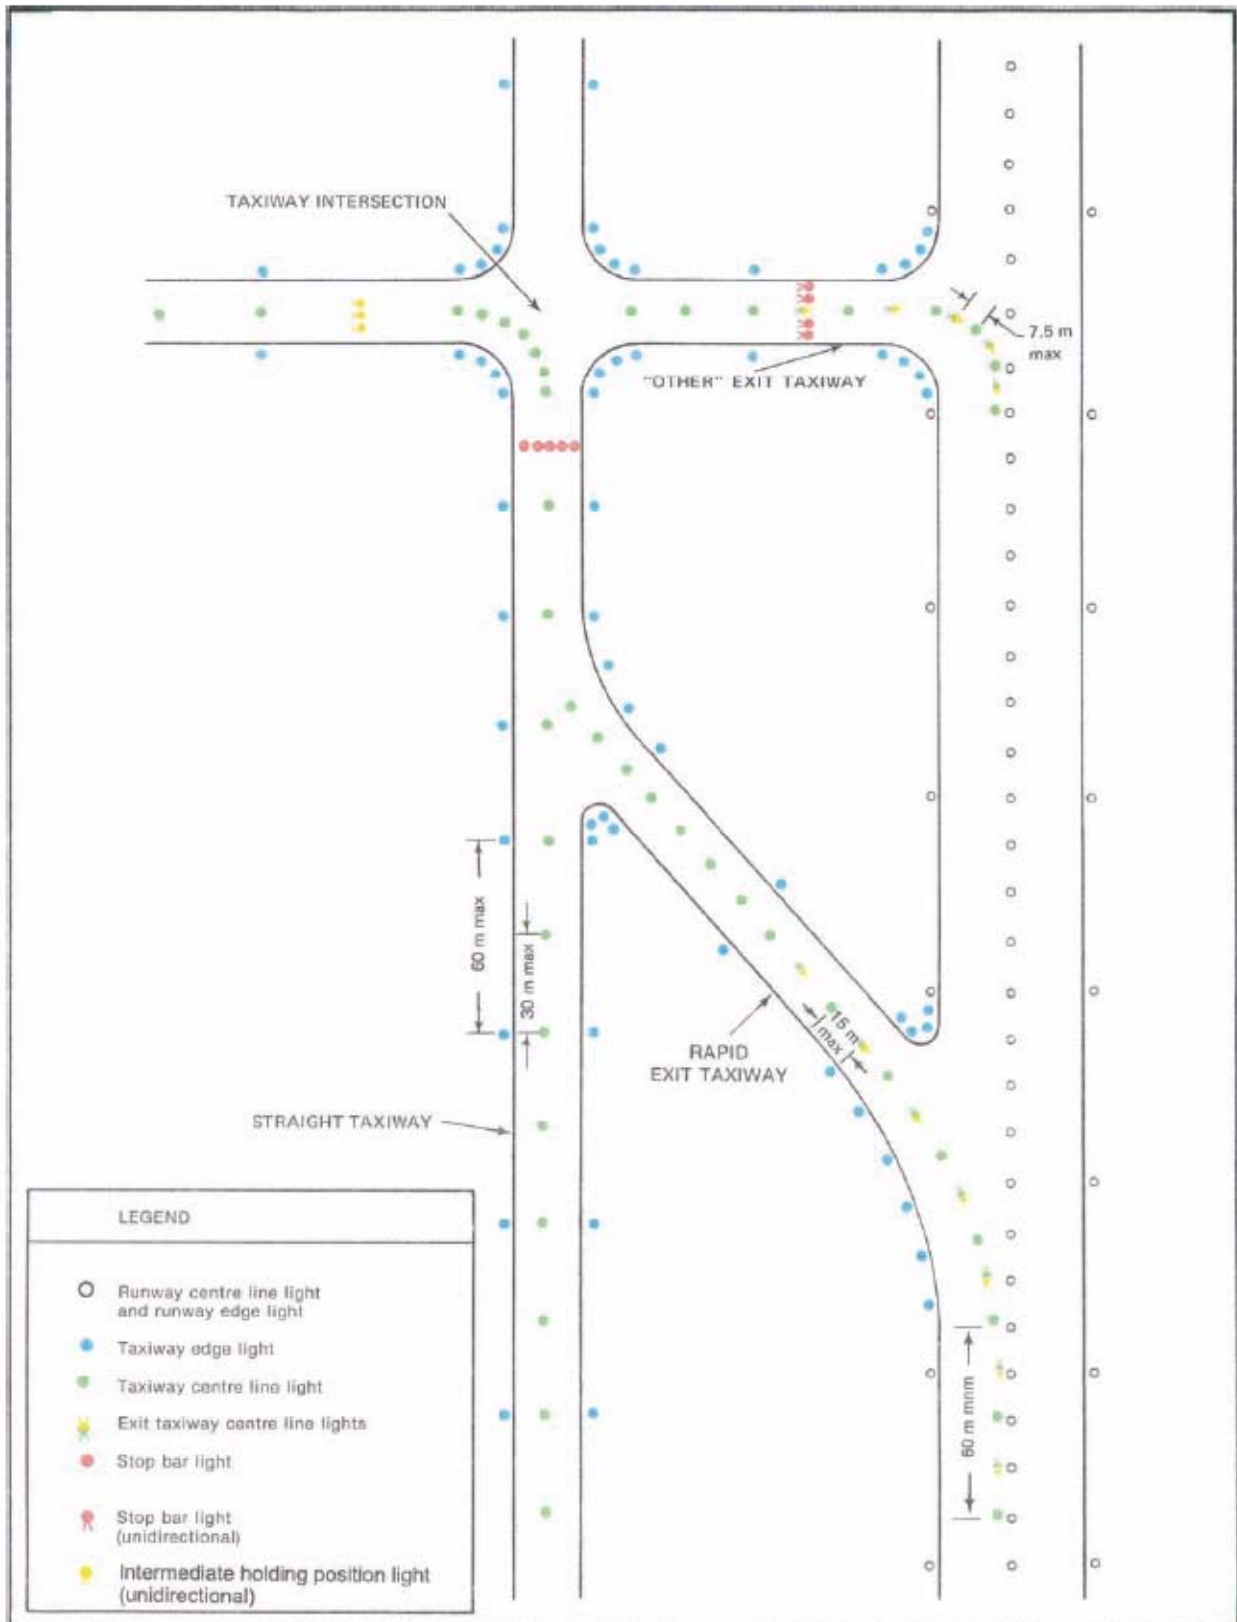 TAXIWAY INTERSECTION
7.5 m
max
"OTHER" EXIT TAXIWAY
60 m max
30 m max
15 m
max
RAPID
EXIT TAXIWAY
STRAIGHT TAXIWAY
60 m mnm
LEGEND
Runway centre line light
and runway edge light
Taxiway edge light
Taxiway centre line light
Exit taxiway centre line lights
Stop bar light
Stop bar light
(unidirectional)
Intermediate holding position light
(unidirectional)